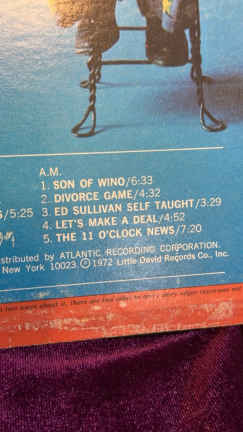 A.M.
1. SON OF WINO/6:33
2. DIVORCE GAME/4:32
S/5:25 3. ED SULLIVAN SELF TAUGHT/3:29
4. LET'S MAKE A DEAL/4:52
5. THE 11 O'CLOCK NEWS/7:20
stributed by ATLANTIC RECORDING CORPORATION.
New York 10023 Ⓟ1972 Little David Records Co., Inc.